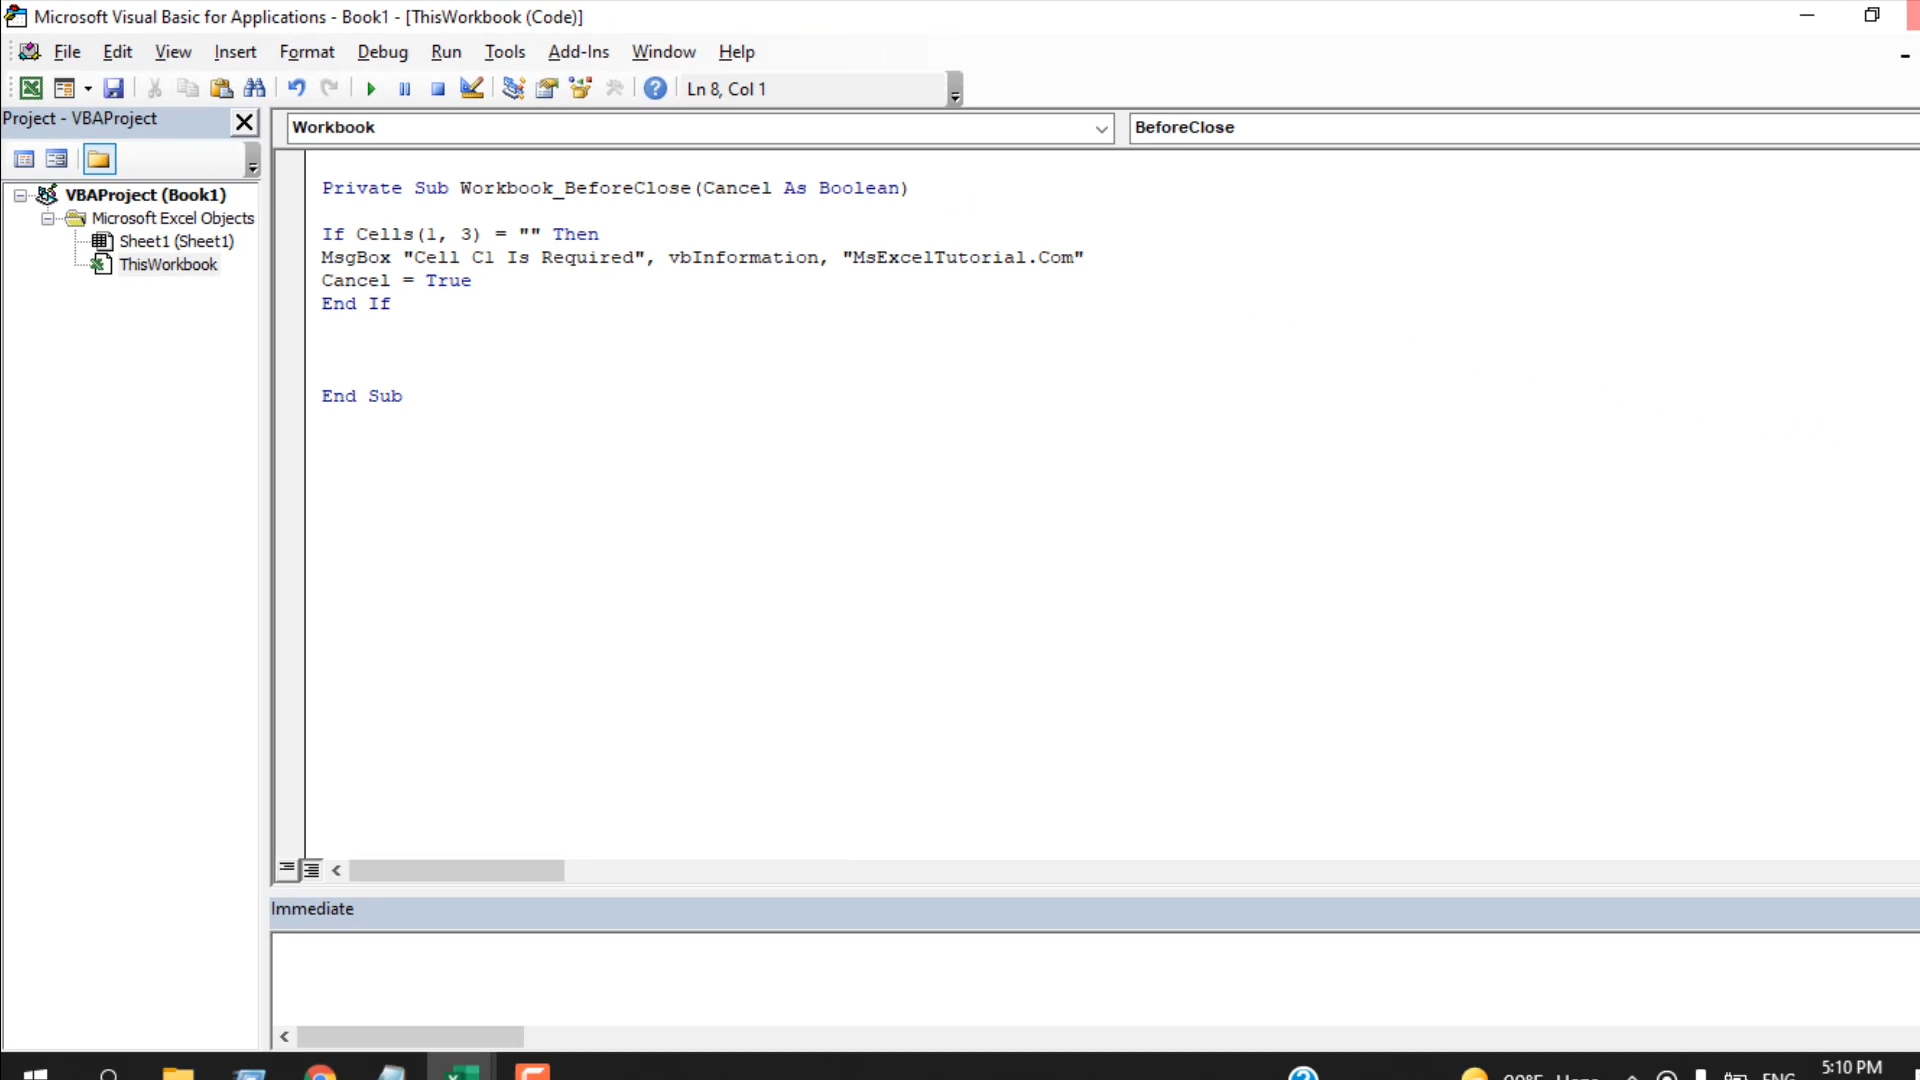 Microsoft Visual Basic for Applications - Book1 - [ThisWorkbook (Code)]
File Edit View Insert Format Debug Run Tools Add-Ins Window Help
Ln 8, Col 1
Project - VBAProject
Workbook
BeforeClose
VBAProject (Book1)
Microsoft Excel Objects
Sheet1 (Sheet1)
ThisWorkbook
Private Sub Workbook_BeforeClose(Cancel As Boolean)
If Cells(1, 3) = "" Then
MsgBox "Cell C1 Is Required", vbInformation, "MsExcelTutorial.Com"
Cancel = True
End If
End Sub
Immediate
5:10 PM
ENG